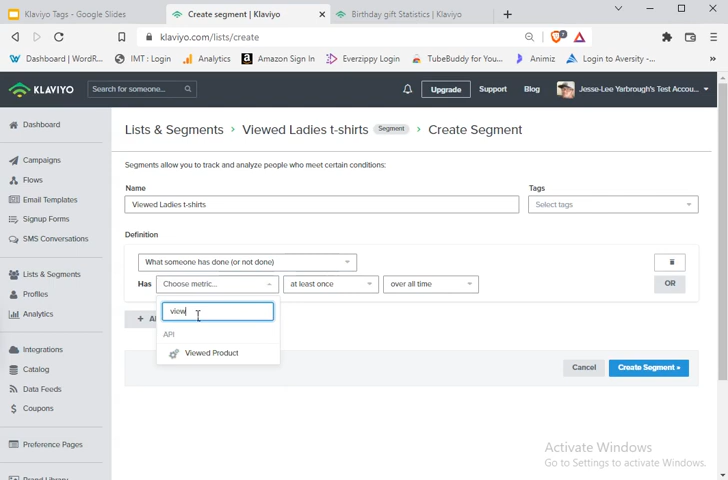 Klaviyo Tags - Google Slides
Create segment | Klaviyo
Birthday gift Statistics | Klaviyo
klaviyo.com/lists/create
Dashboard | WordR...
IMT : Login
Analytics
Amazon Sign In
Everzippy Login
TubeBuddy for You...
Animiz
Login to Aversity -...
KLAVIYO
Search for someone...
Upgrade
Support
Blog
Jesse-Lee Yarbrough's Test Accou...
Dashboard
Campaigns
Flows
Email Templates
Signup Forms
SMS Conversations
Lists & Segments
Profiles
Analytics
Integrations
Catalog
Data Feeds
Coupons
Preference Pages
Lists & Segments › Viewed Ladies t-shirts Segment › Create Segment
Segments allow you to track and analyze people who meet certain conditions:
Name
Tags
Viewed Ladies t-shirts
Select tags
Definition
What someone has done (or not done)
Has Choose metric... at least once over all time OR
view
API
Viewed Product
Cancel
Create Segment »
Activate Windows
Go to Settings to activate Windows.